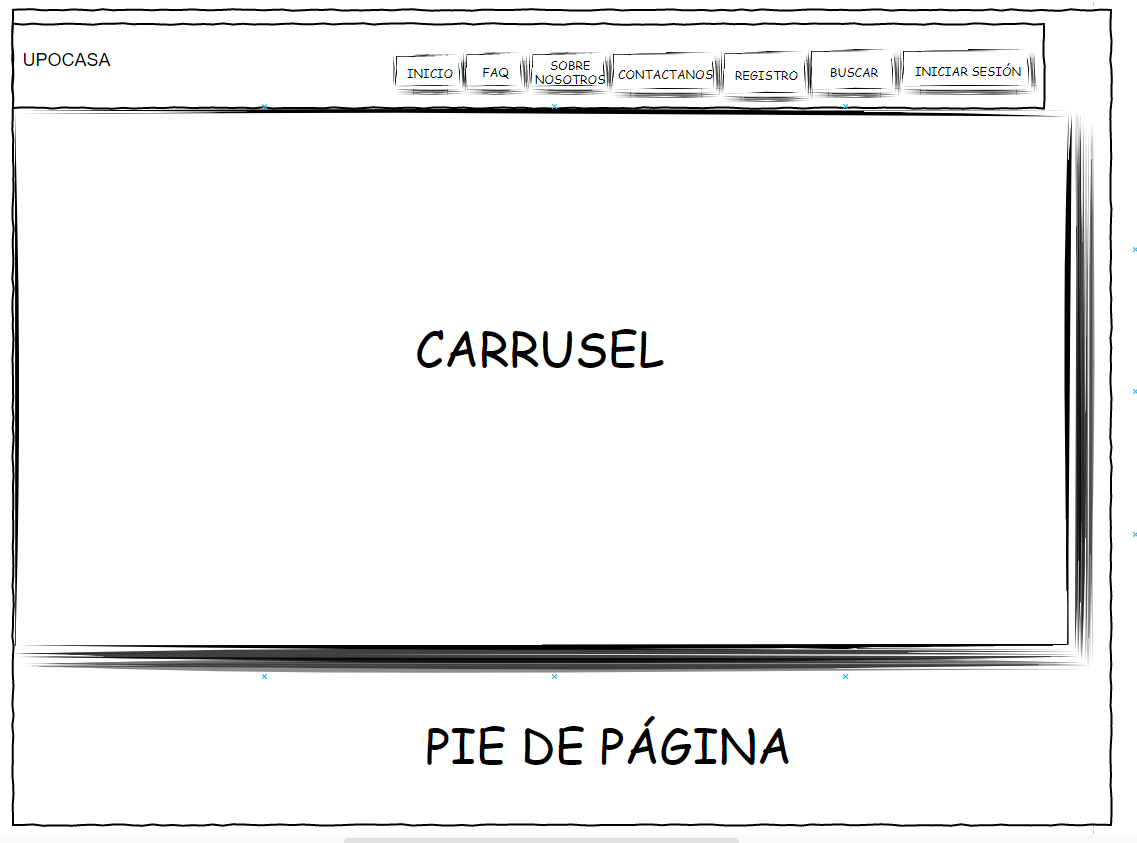 UPOCASA
INICIO
FAQ
SOBRE
NOSOTROS
CONTACTANOS
REGISTRO
BUSCAR
INICIAR SESIÓN
CARRUSEL
PIE DE PÁGINA